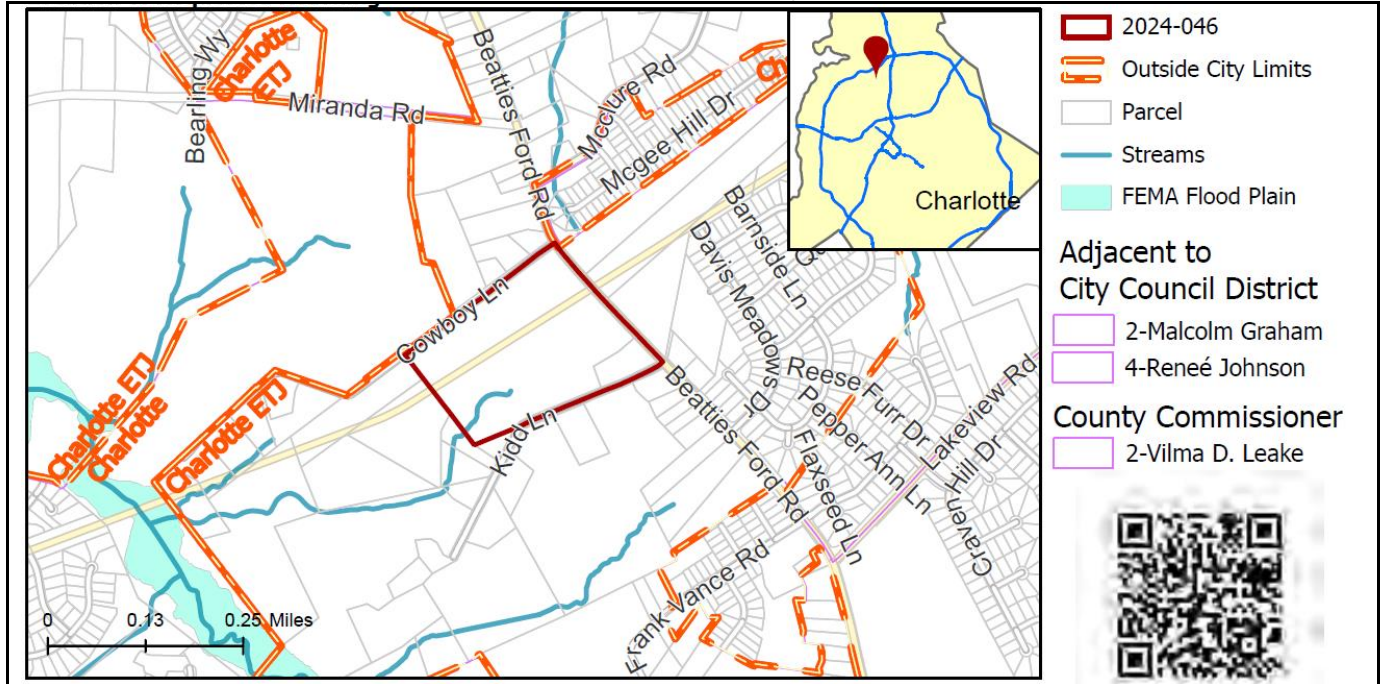 Bearling Wy
Charlotte
ETJ
Miranda Rd
Beatties Ford Rd
Mcclure Rd
Mcgee Hill Dr
Charlotte
Barnside Ln
Davis Meadows Dr
Cowboy Ln
Kidd Ln
Beatties Ford Rd
Reese Furr Dr
Pepper Ann Ln
Flaxseed Ln
Lakeview Rd
Craven Hill Dr
Frank Vance Rd
Charlotte ETJ
Charlotte
Charlotte ETJ
0 0.13 0.25 Miles
2024-046
Outside City Limits
Parcel
Streams
FEMA Flood Plain
Adjacent to
City Council District
2-Malcolm Graham
4-Reneé Johnson
County Commissioner
2-Vilma D. Leake